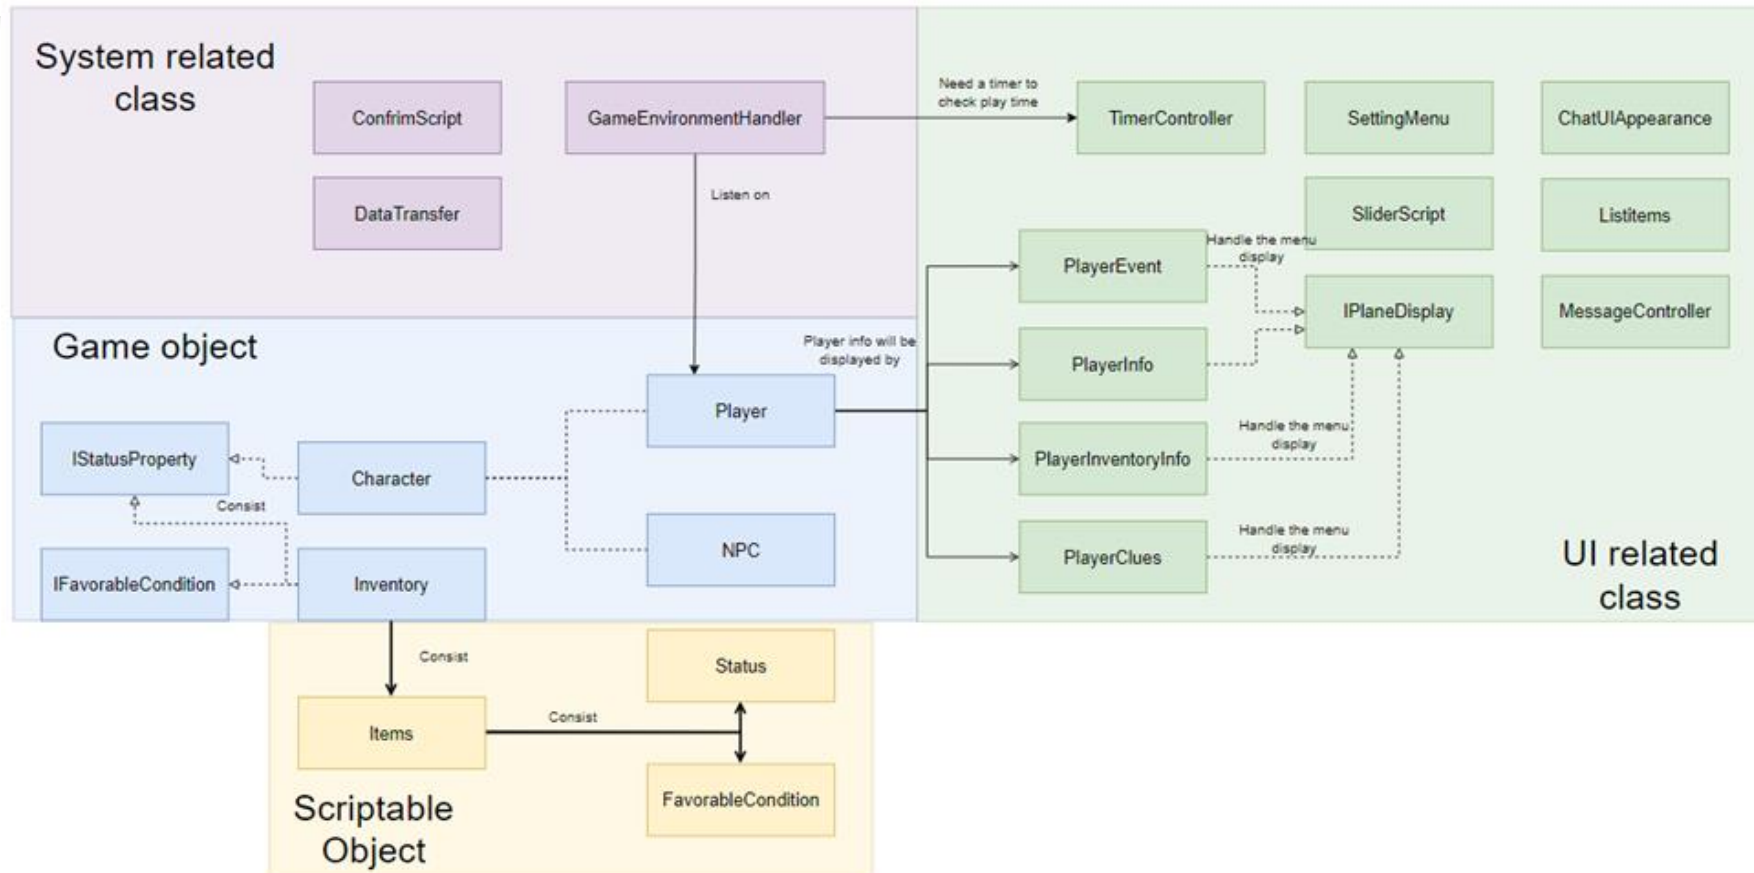 System related
class
ConfrimScript
GameEnvironmentHandler
DataTransfer
Listen on
Need a timer to
check play time
TimerController
SettingMenu
ChatUIAppearance
SliderScript
Listitems
PlayerEvent
Handle the menu
display
IPlaneDisplay
MessageController
PlayerInfo
PlayerInventoryInfo
Handle the menu
display
PlayerClues
Handle the menu
display
UI related
class
Game object
Player info will be
displayed by
Player
IStatusProperty
Character
Consist
NPC
IFavorableCondition
Inventory
Consist
Status
Items
Consist
FavorableCondition
Scriptable
Object